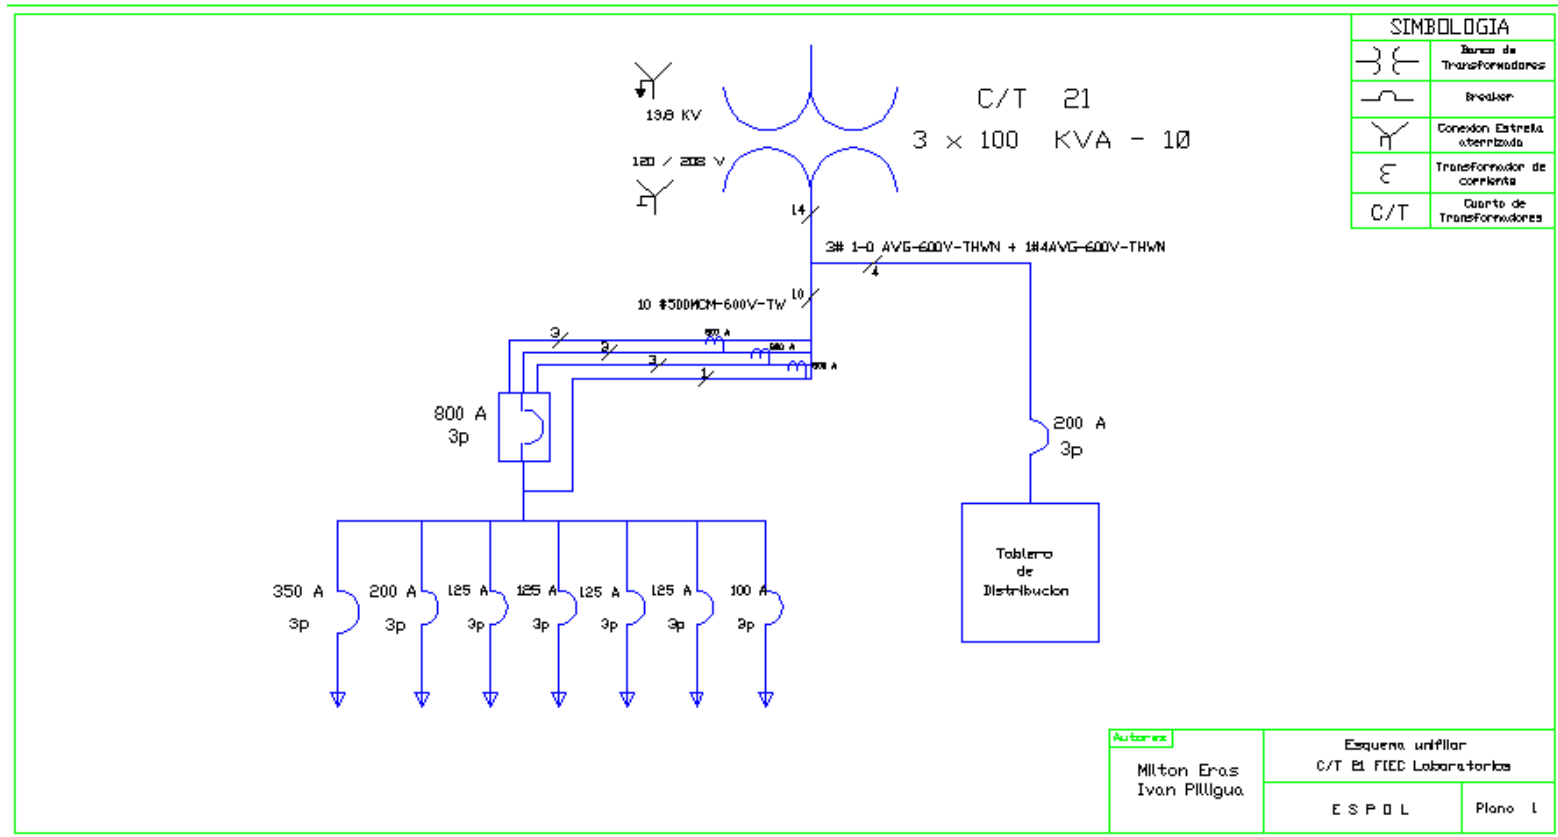 SIMBOLOGIA
Banco de
Transformadores
Breaker
Conexion Estrella
aterrizada
Transformador de
corriente
C/T
Cuarto de
Transformadores
13.8 KV
C/T 21
3 x 100 KVA - 1Ø
120 / 208 V
14
3# 1-0 AVG-600V-THWN + 1#4AVG-600V-THWN
4
10 #500MCM-600V-TW
10
3
800 A
3
800 A
3
800 A
1
800 A
3p
200 A
3p
Tablero
de
Distribucion
350 A
3p
200 A
3p
125 A
3p
125 A
3p
125 A
3p
125 A
3p
100 A
3p
Autores
Milton Eras
Ivan Pilligua
Esquema unifilar
C/T 21 FIEC Laboratorios
ESPOL
Plano 1